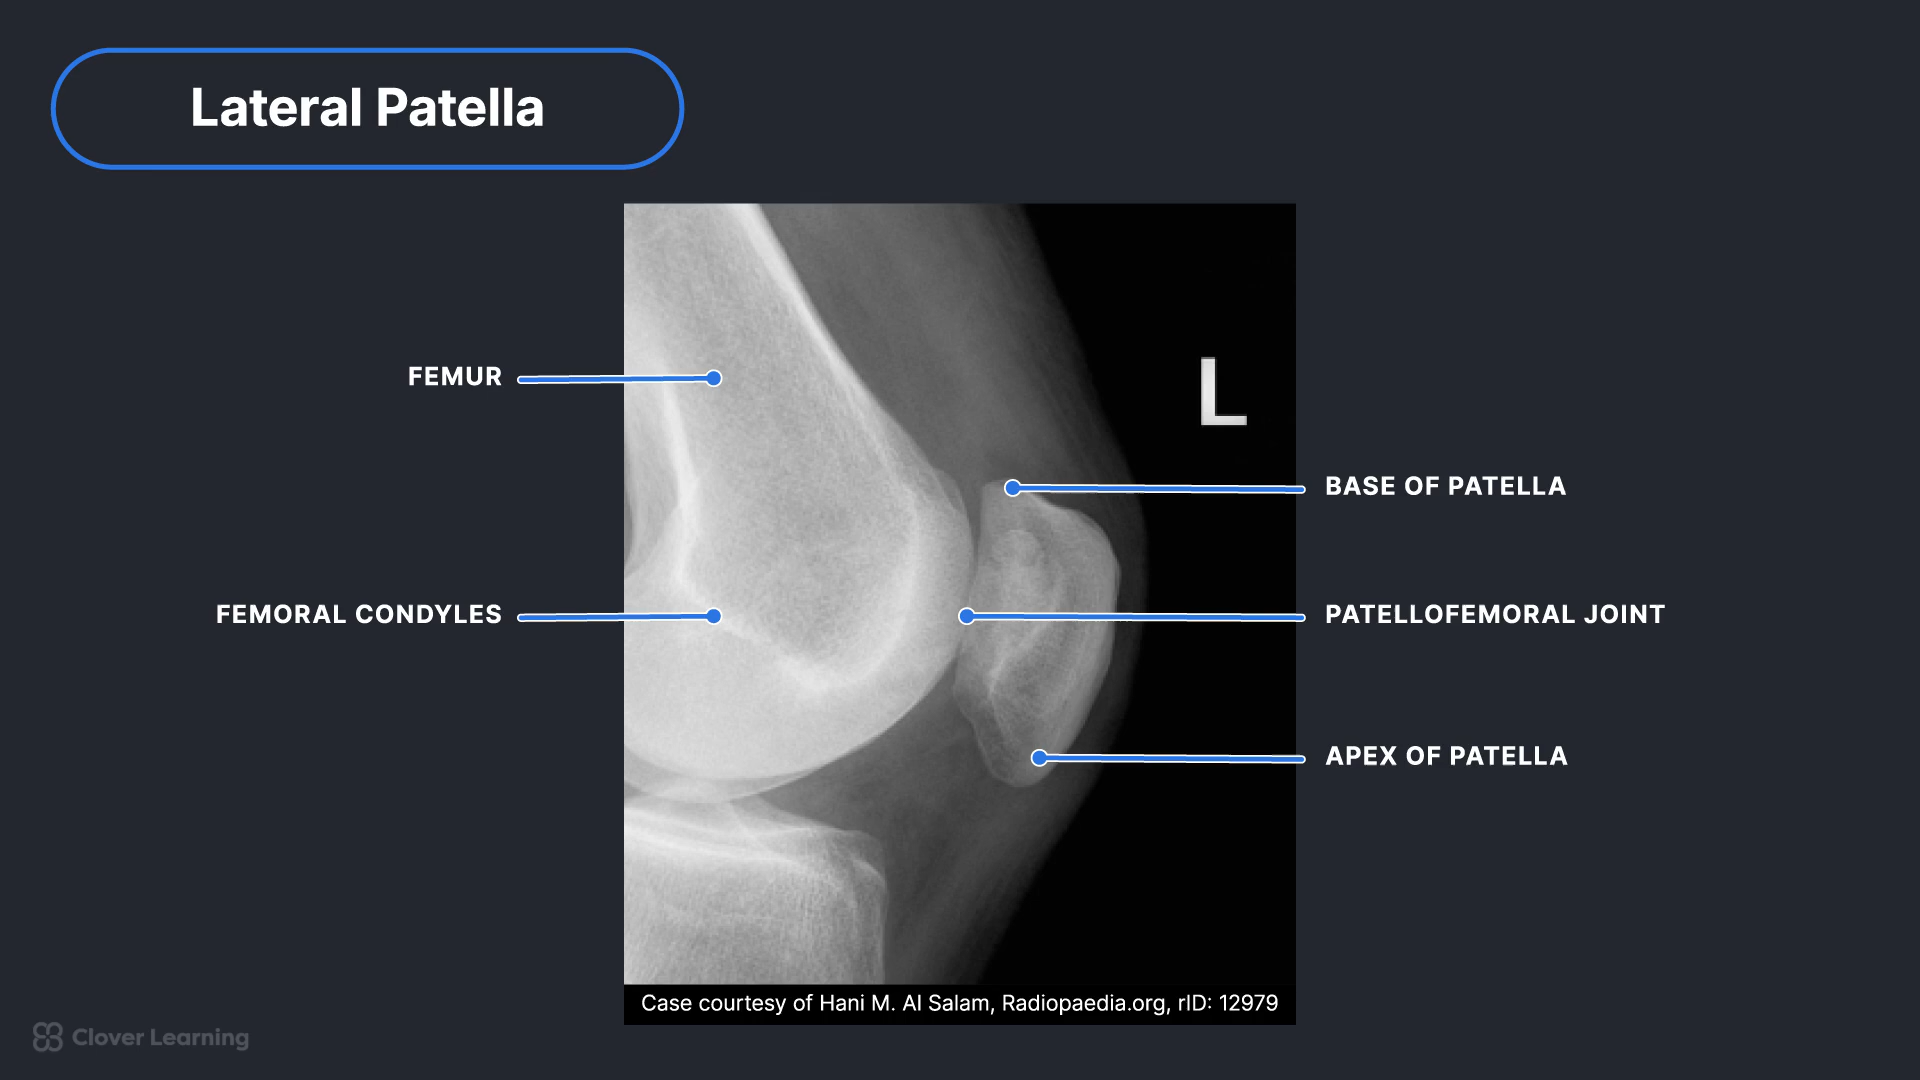 Lateral Patella
FEMUR
L
BASE OF PATELLA
FEMORAL CONDYLES
PATELLOFEMORAL JOINT
APEX OF PATELLA
Case courtesy of Hani M. Al Salam, Radiopaedia.org, rID: 12979
Clover Learning